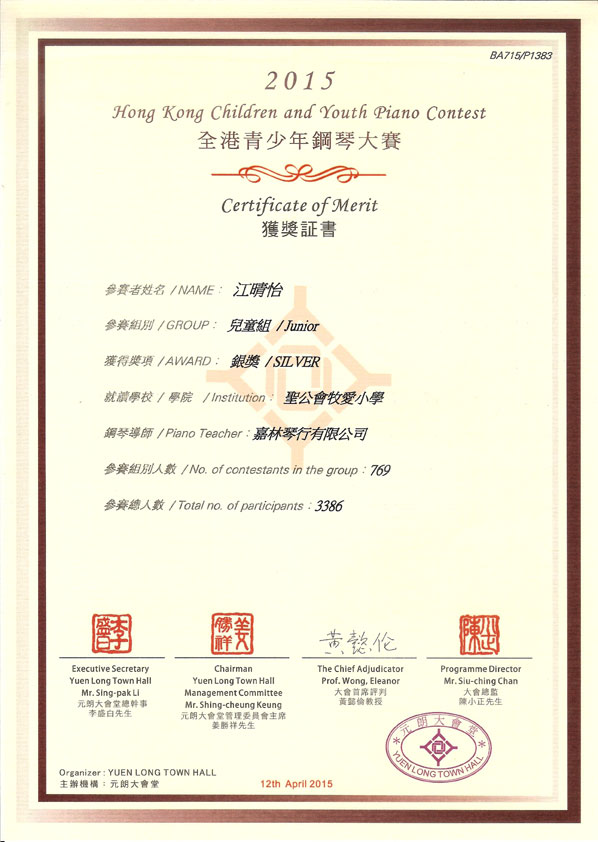 BA715/P1383
2015
Hong Kong Children and Youth Piano Contest
全港青少年鋼琴大賽
Certificate of Merit
獲獎証書
參賽者姓名 / NAME： 江晴怡
參賽組別 / GROUP： 兒童組 / Junior
獲得獎項 / AWARD： 銀獎 / SILVER
就讀學校 / 學院 / Institution： 聖公會牧愛小學
鋼琴導師 / Piano Teacher：嘉林琴行有限公司
參賽組別人數 / No. of contestants in the group：769
參賽總人數 / Total no. of participants：3386
Executive Secretary
Yuen Long Town Hall
Mr. Sing-pak Li
元朗大會堂總幹事
李盛白先生
Chairman
Yuen Long Town Hall
Management Committee
Mr. Shing-cheung Keung
元朗大會堂管理委員會主席
姜勝祥先生
黃懿伦
The Chief Adjudicator
Prof. Wong, Eleanor
大會首席評判
黃懿倫教授
Programme Director
Mr. Siu-ching Chan
大會總監
陳小正先生
元朗大會堂
YUEN LONG TOWN HALL
Organizer : YUEN LONG TOWN HALL
主辦機構：元朗大會堂
12th April 2015